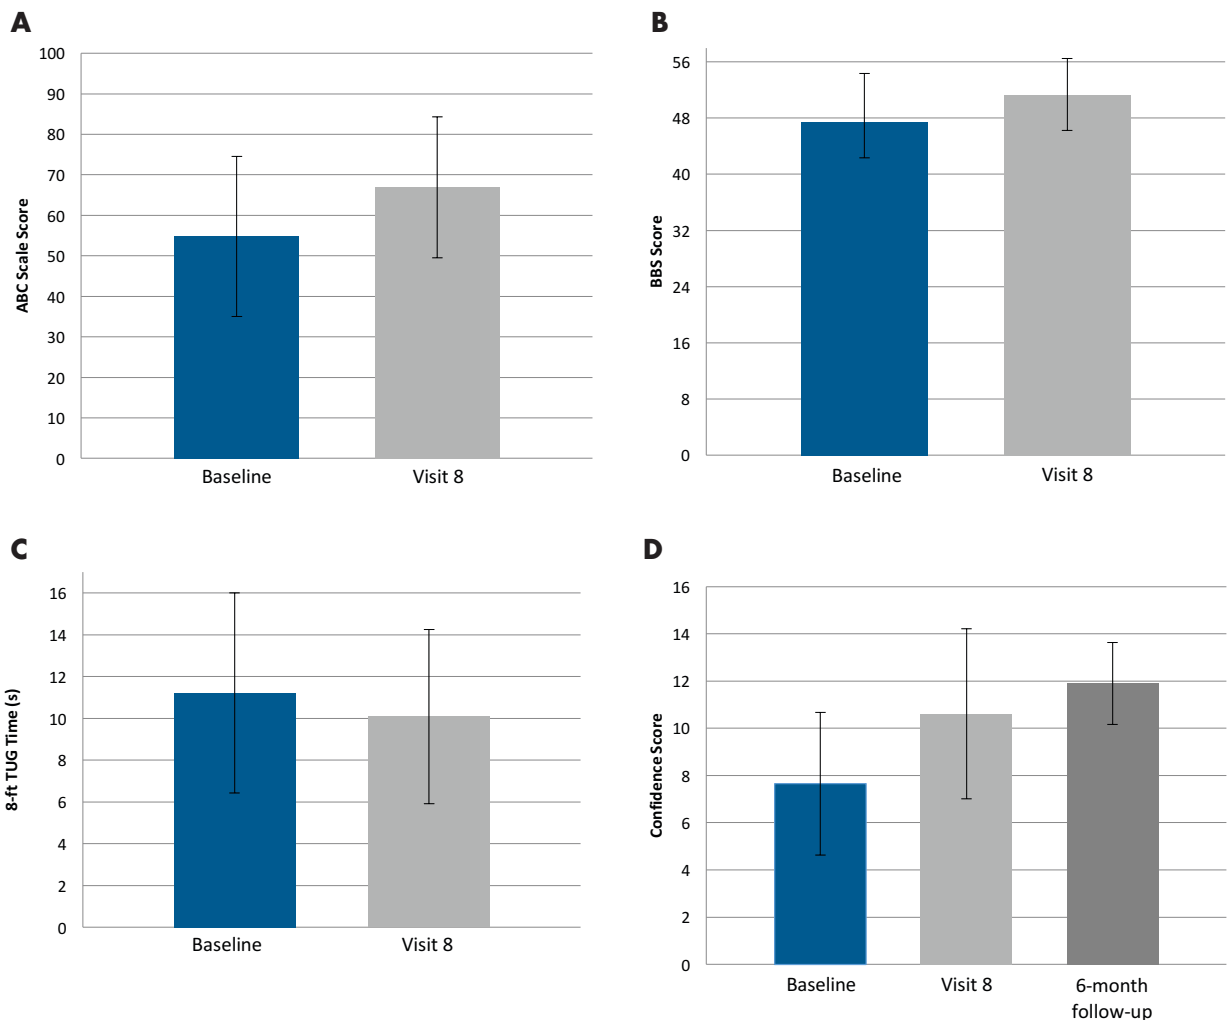 A
100
90
80
70
60
50
40
30
20
10
0
ABC Scale Score
Baseline
Visit 8
B
56
48
40
32
24
16
8
0
BBS Score
Baseline
Visit 8
C
16
14
12
10
8
6
4
2
0
8-ft TUG Time (s)
Baseline
Visit 8
D
16
14
12
10
8
6
4
2
0
Confidence Score
Baseline
Visit 8
6-month
follow-up